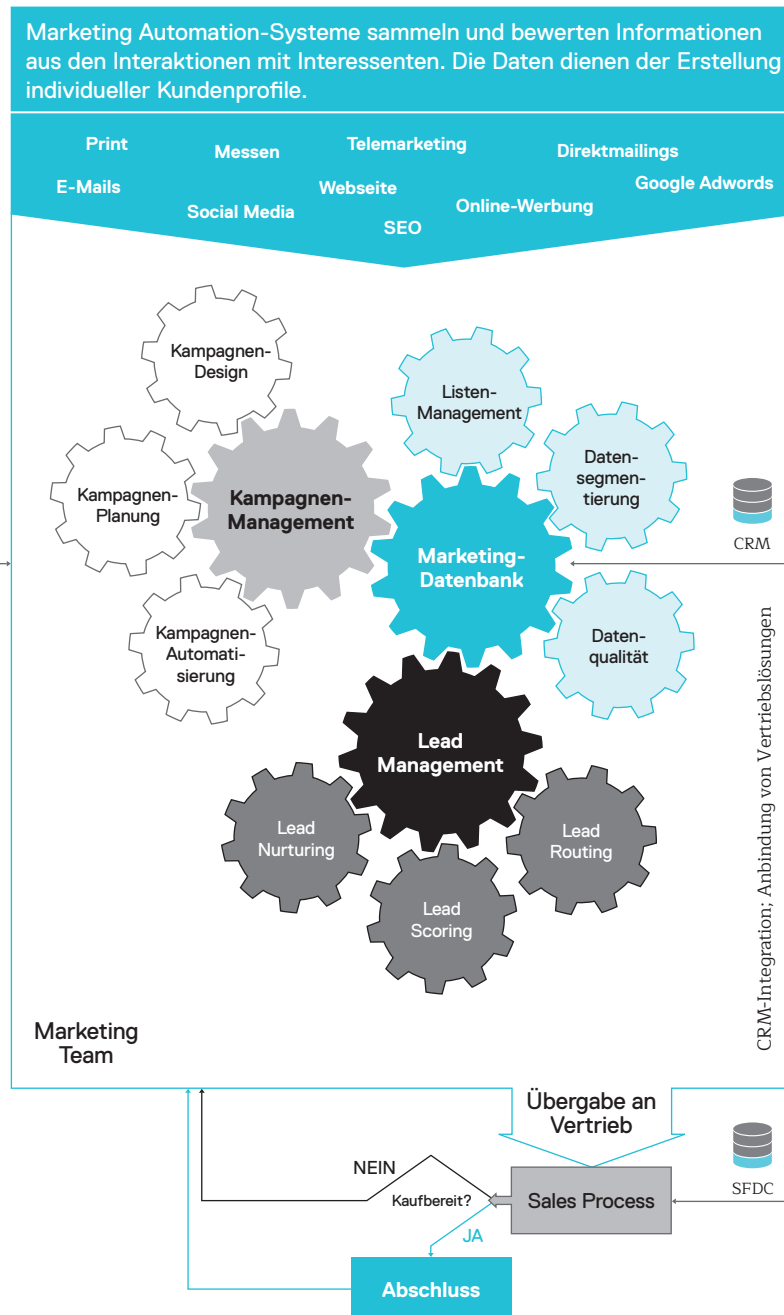 Marketing Automation-Systeme sammeln und bewerten Informationen
aus den Interaktionen mit Interessenten. Die Daten dienen der Erstellung
individueller Kundenprofile.
Print
Messen
Telemarketing
Direktmailings
E-Mails
Social Media
Webseite
SEO
Online-Werbung
Google Adwords
Kampagnen-
Design
Kampagnen-
Planung
Kampagnen-
Management
Kampagnen-
Automati-
sierung
Listen-
Management
Daten-
segmen-
tierung
Marketing-
Datenbank
Daten-
qualität
CRM
CRM-Integration; Anbindung von Vertriebslösungen
Lead
Management
Lead
Nurturing
Lead
Scoring
Lead
Routing
Marketing
Team
Übergabe an
Vertrieb
NEIN
Kaufbereit?
Sales Process
SFDC
JA
Abschluss